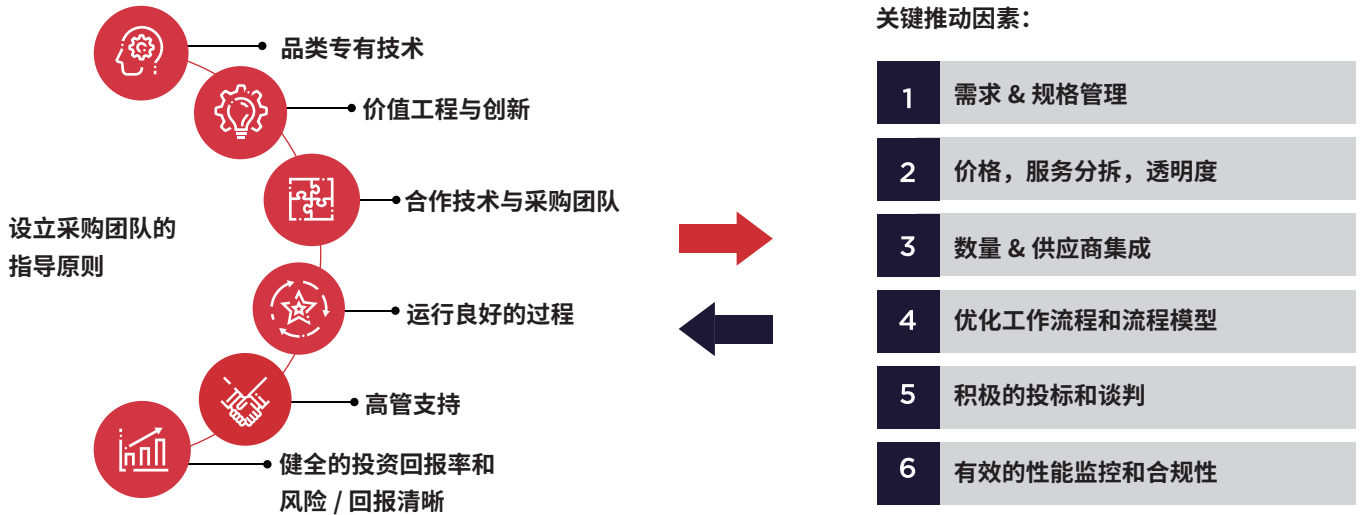 设立采购团队的
指导原则
品类专有技术
价值工程与创新
合作技术与采购团队
运行良好的过程
高管支持
健全的投资回报率和
风险 / 回报清晰
关键推动因素：
1 需求 & 规格管理
2 价格，服务分拆，透明度
3 数量 & 供应商集成
4 优化工作流程和流程模型
5 积极的投标和谈判
6 有效的性能监控和合规性